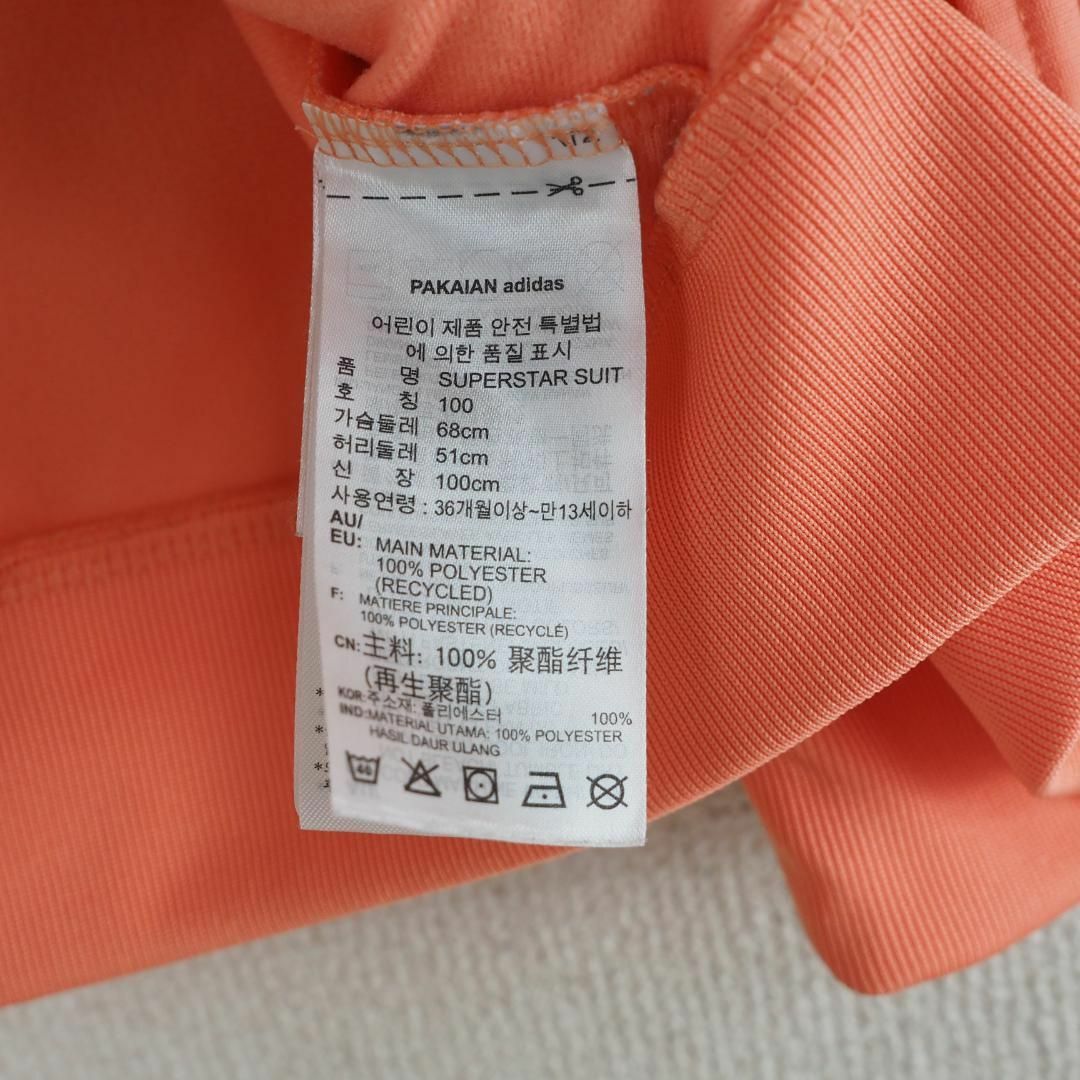 PAKAIAN adidas
어린이 제품 안전 특별법
에 의한 품질 표시
품 명 SUPERSTAR SUIT
호 칭 100
가슴둘레 68cm
허리둘레 51cm
신 장 100cm
사용연령 : 36개월이상~만13세이하
AU/
EU: MAIN MATERIAL:
100% POLYESTER
(RECYCLED)
F: MATIERE PRINCIPALE:
100% POLYESTER (RECYCLÉ)
CN: 主料: 100% 聚酯纤维
(再生聚酯)
KOR: 주소재: 폴리에스터 100%
IND: MATERIAL UTAMA: 100% POLYESTER
HASIL DAUR ULANG
40